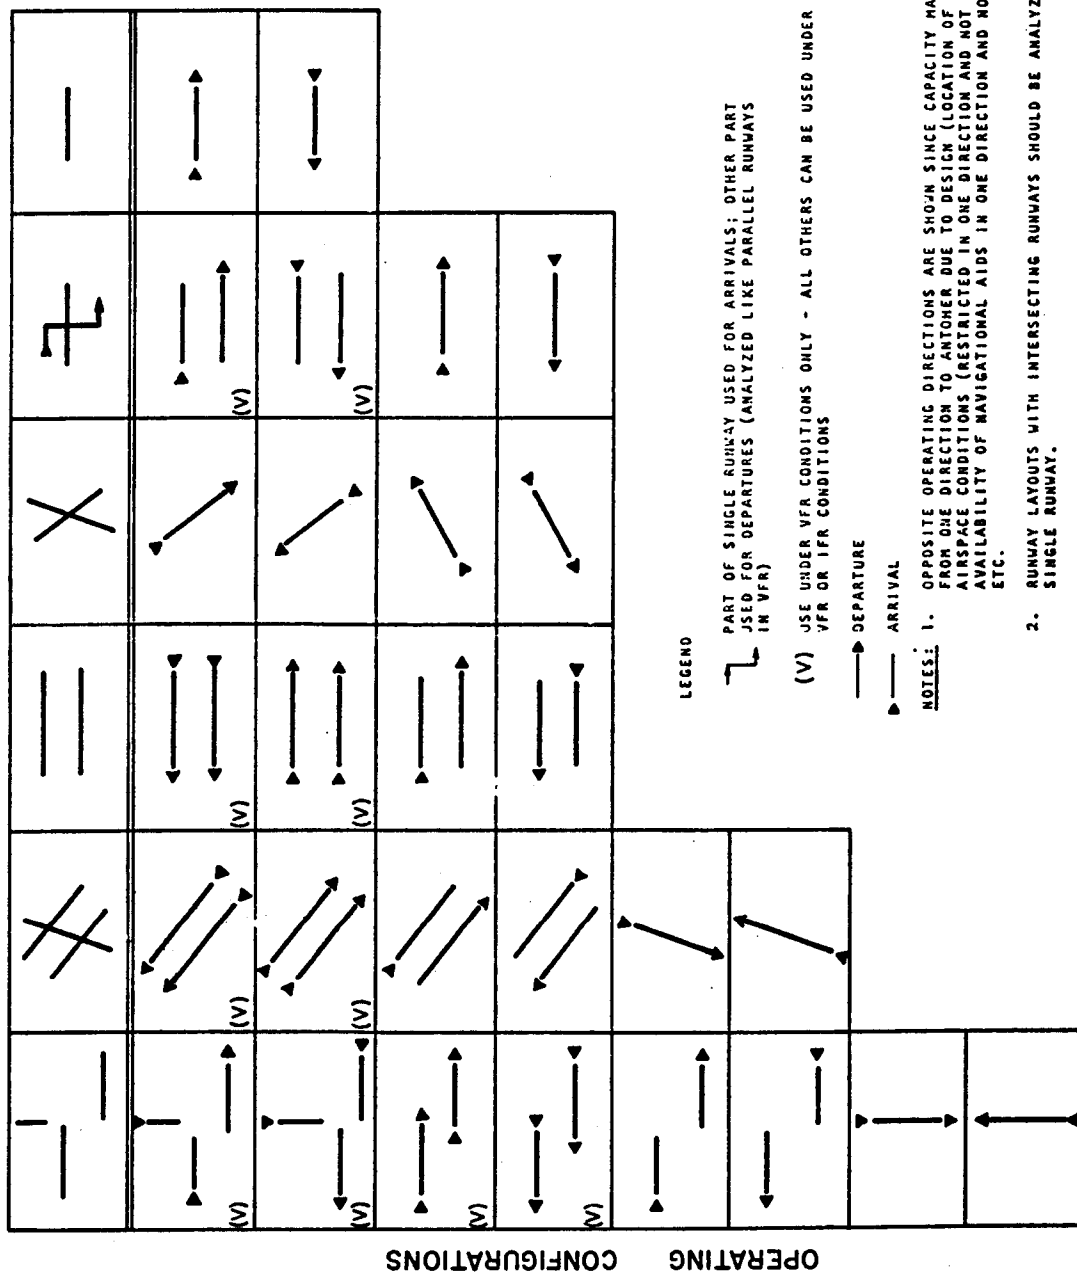 OPERATING CONFIGURATIONS
(V)
(V)
(V)
(V)
(V)
(V)
(V)
(V)
(V)
(V)
LEGEND
PART OF SINGLE RUNWAY USED FOR ARRIVALS; OTHER PART
USED FOR DEPARTURES (ANALYZED LIKE PARALLEL RUNWAYS
IN VFR)
(V) USE UNDER VFR CONDITIONS ONLY - ALL OTHERS CAN BE USED UNDER
VFR OR IFR CONDITIONS
DEPARTURE
ARRIVAL
NOTES: 1. OPPOSITE OPERATING DIRECTIONS ARE SHOWN SINCE CAPACITY MA
FROM ONE DIRECTION TO ANTOHER DUE TO DESIGN (LOCATION OF
AIRSPACE CONDITIONS (RESTRICTED IN ONE DIRECTION AND NOT
AVAILABILITY OF NAVIGATIONAL AIDS IN ONE DIRECTION AND NO
ETC.
2. RUNWAY LAYOUTS WITH INTERSECTING RUNWAYS SHOULD BE ANALYZ
SINGLE RUNWAY.